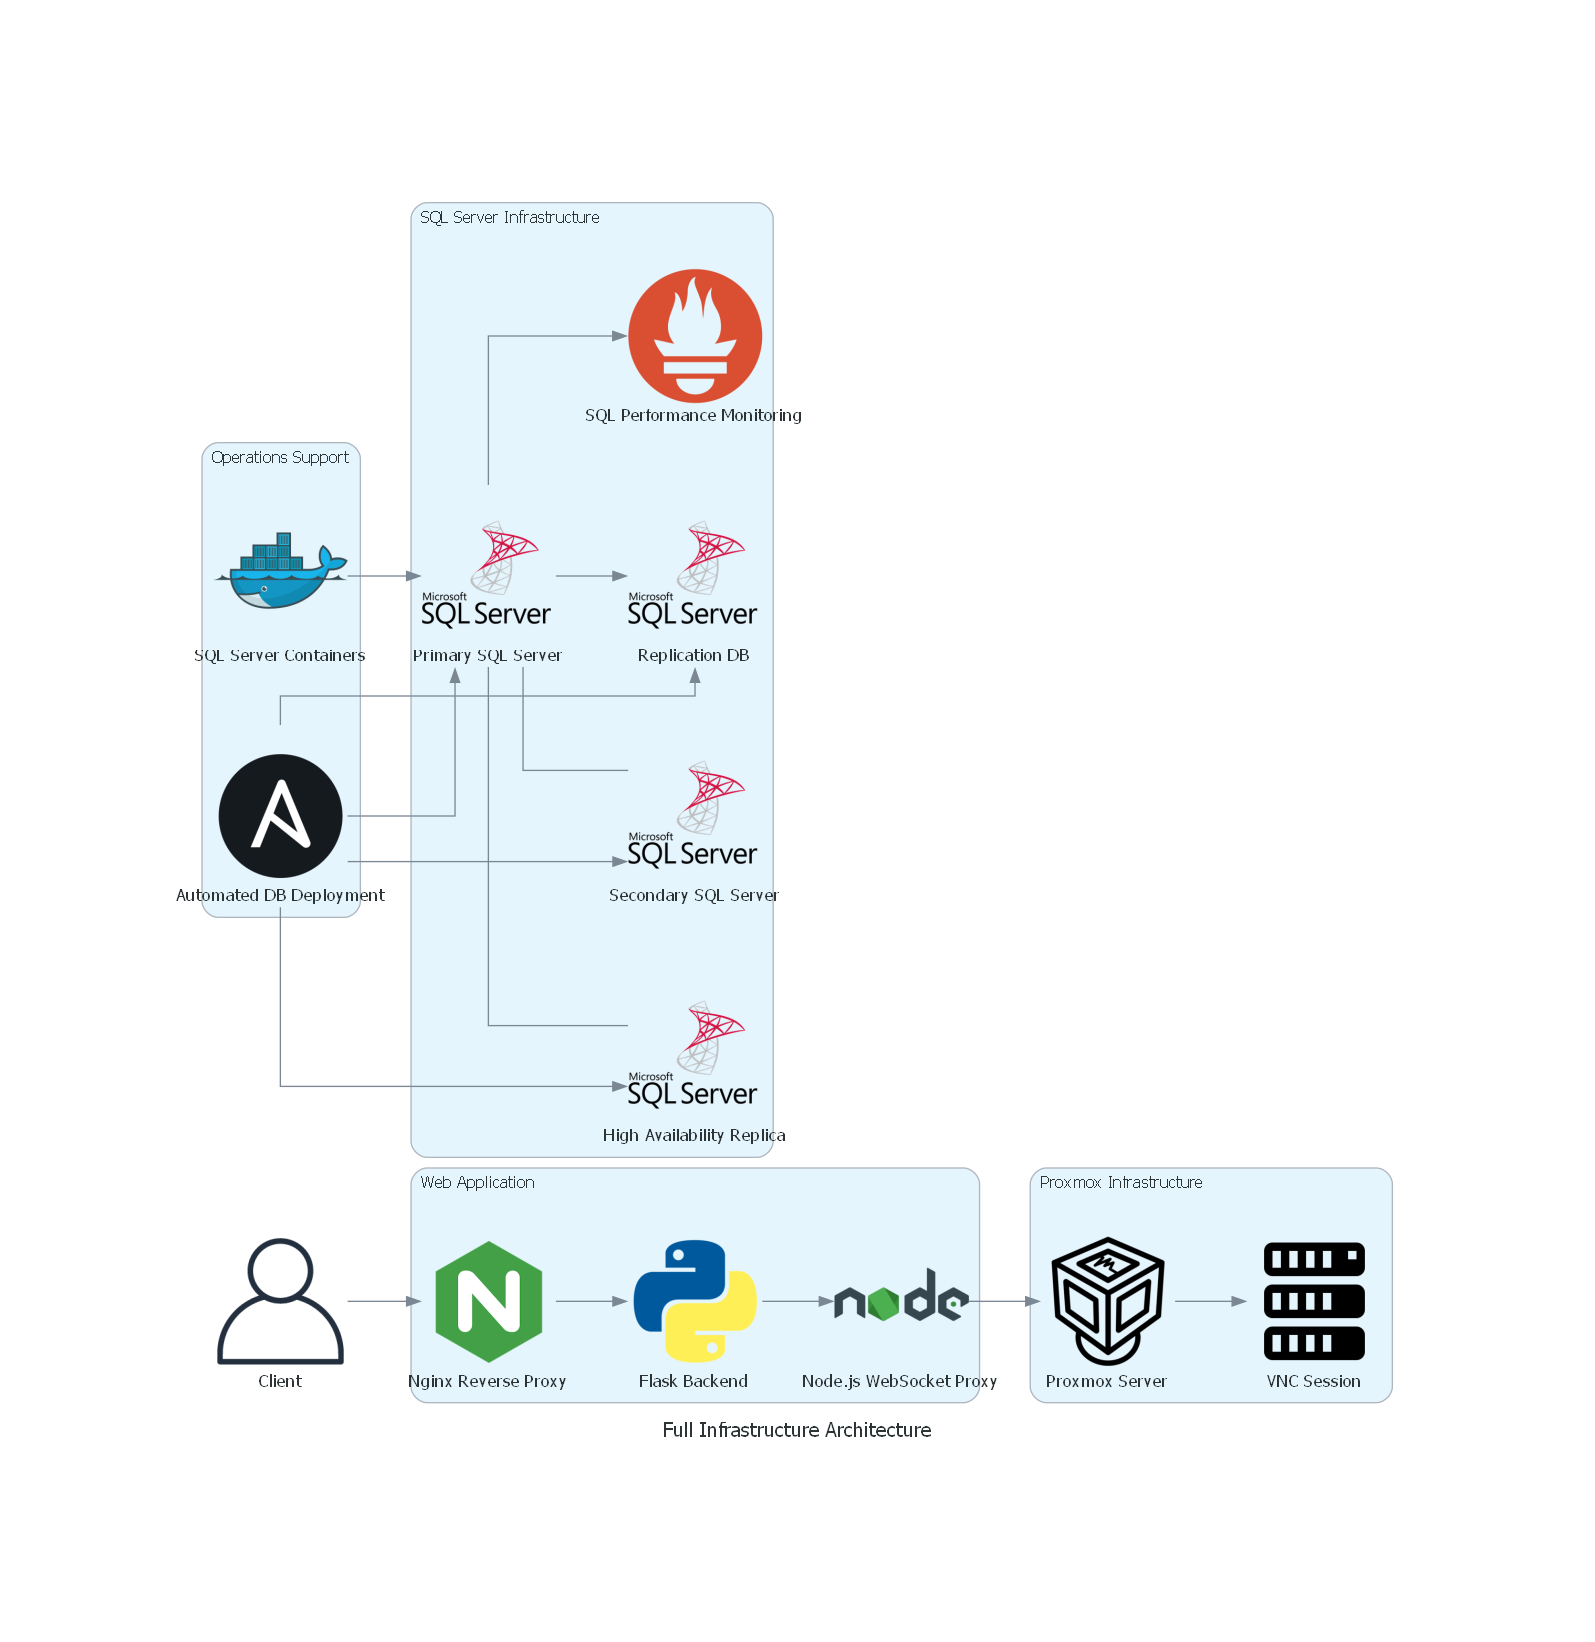 SQL Server Infrastructure
SQL Performance Monitoring
Operations Support
Microsoft
SQL Server
Microsoft
SQL Server
SQL Server Containers
Primary SQL Server
Replication DB
Microsoft
SQL Server
Automated DB Deployment
Secondary SQL Server
Microsoft
SQL Server
High Availability Replica
Web Application
Proxmox Infrastructure
node
Client
Nginx Reverse Proxy
Flask Backend
Node.js WebSocket Proxy
Proxmox Server
VNC Session
Full Infrastructure Architecture